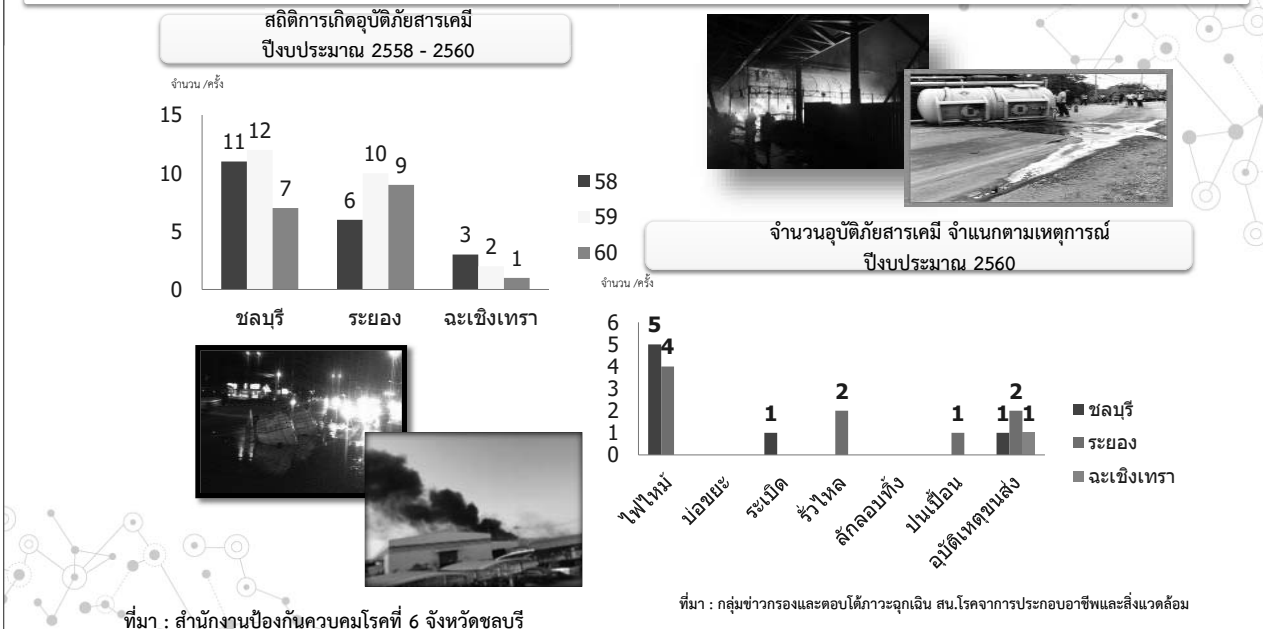 สถิติการเกิดอุบัติภัยสารเคมี
ปีงบประมาณ 2558 - 2560
จำนวน /ครั้ง
15
10
5
0
11
12
7
6
10
9
3
2
1
ชลบุรี
ระยอง
ฉะเชิงเทรา
58
59
60
จำนวนอุบัติภัยสารเคมี จำแนกตามเหตุการณ์
ปีงบประมาณ 2560
จำนวน /ครั้ง
6
5
4
3
2
1
0
5
4
1
2
1
1
2
1
ไฟไหม้
บ่อขยะ
ระเบิด
รั่วไหล
ลักลอบทิ้ง
ปนเปื้อน
อุบัติเหตุขนส่ง
ชลบุรี
ระยอง
ฉะเชิงเทรา
ที่มา : กลุ่มข่าวกรองและตอบโต้ภาวะฉุกเฉิน สน.โรคจาการประกอบอาชีพและสิ่งแวดล้อม
ที่มา : สำนักงานป้องกันควบคุมโรคที่ 6 จังหวัดชลบุรี